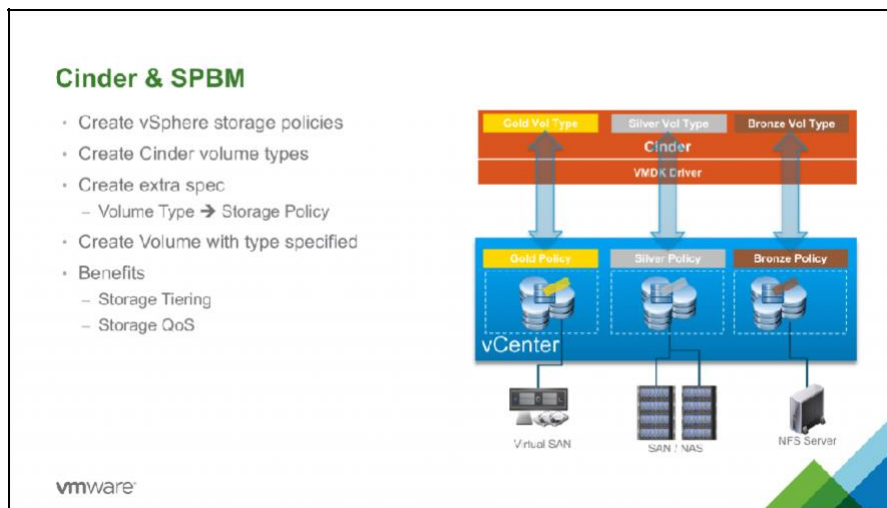 Cinder & SPBM
• Create vSphere storage policies
• Create Cinder volume types
• Create extra spec
– Volume Type → Storage Policy
• Create Volume with type specified
• Benefits
– Storage Tiering
– Storage QoS
Gold Vol Type
Silver Vol Type
Bronze Vol Type
Cinder
VMDK Driver
Gold Policy
Silver Policy
Bronze Policy
vCenter
Virtual SAN
SAN / NAS
NFS Server
vmware